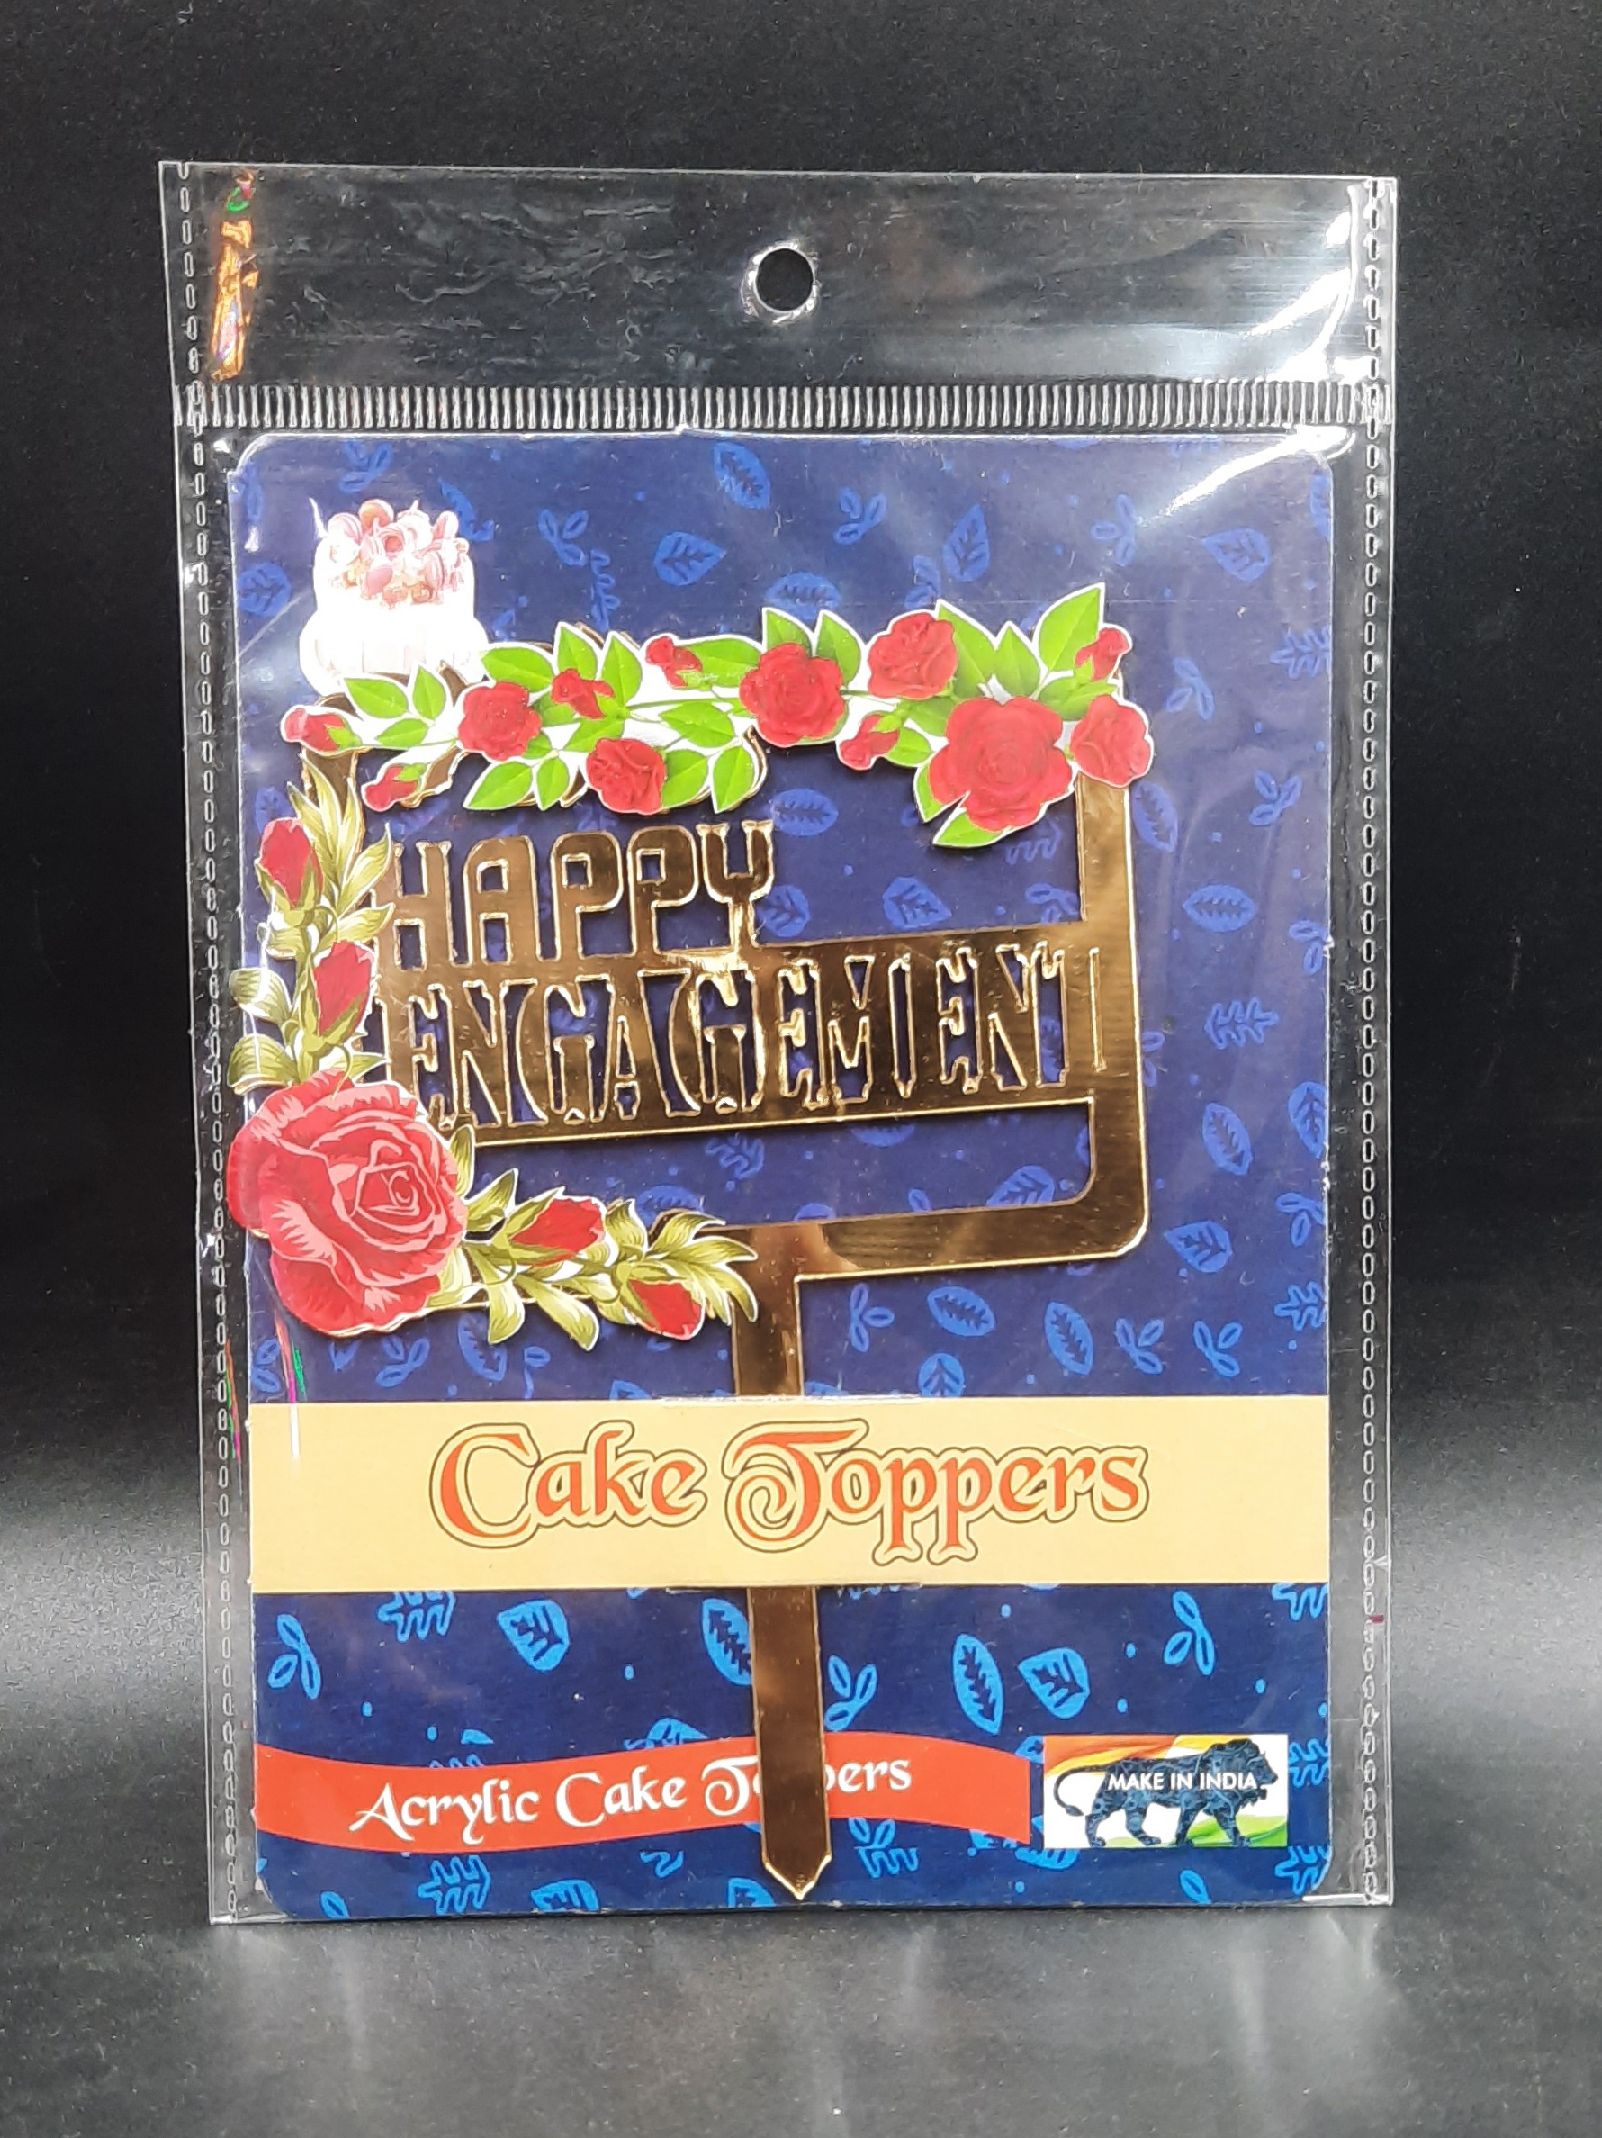 HAPPY
ENGAGEMENT
Cake Toppers
Acrylic Cake Toppers
MAKE IN INDIA